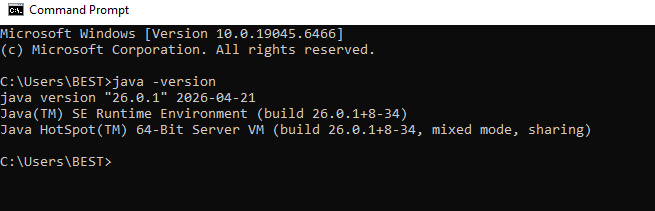 Command Prompt
Microsoft Windows [Version 10.0.19045.6466]
(c) Microsoft Corporation. All rights reserved.
C:\Users\BEST>java -version
java version "26.0.1" 2026-04-21
Java(TM) SE Runtime Environment (build 26.0.1+8-34)
Java HotSpot(TM) 64-Bit Server VM (build 26.0.1+8-34, mixed mode, sharing)
C:\Users\BEST>